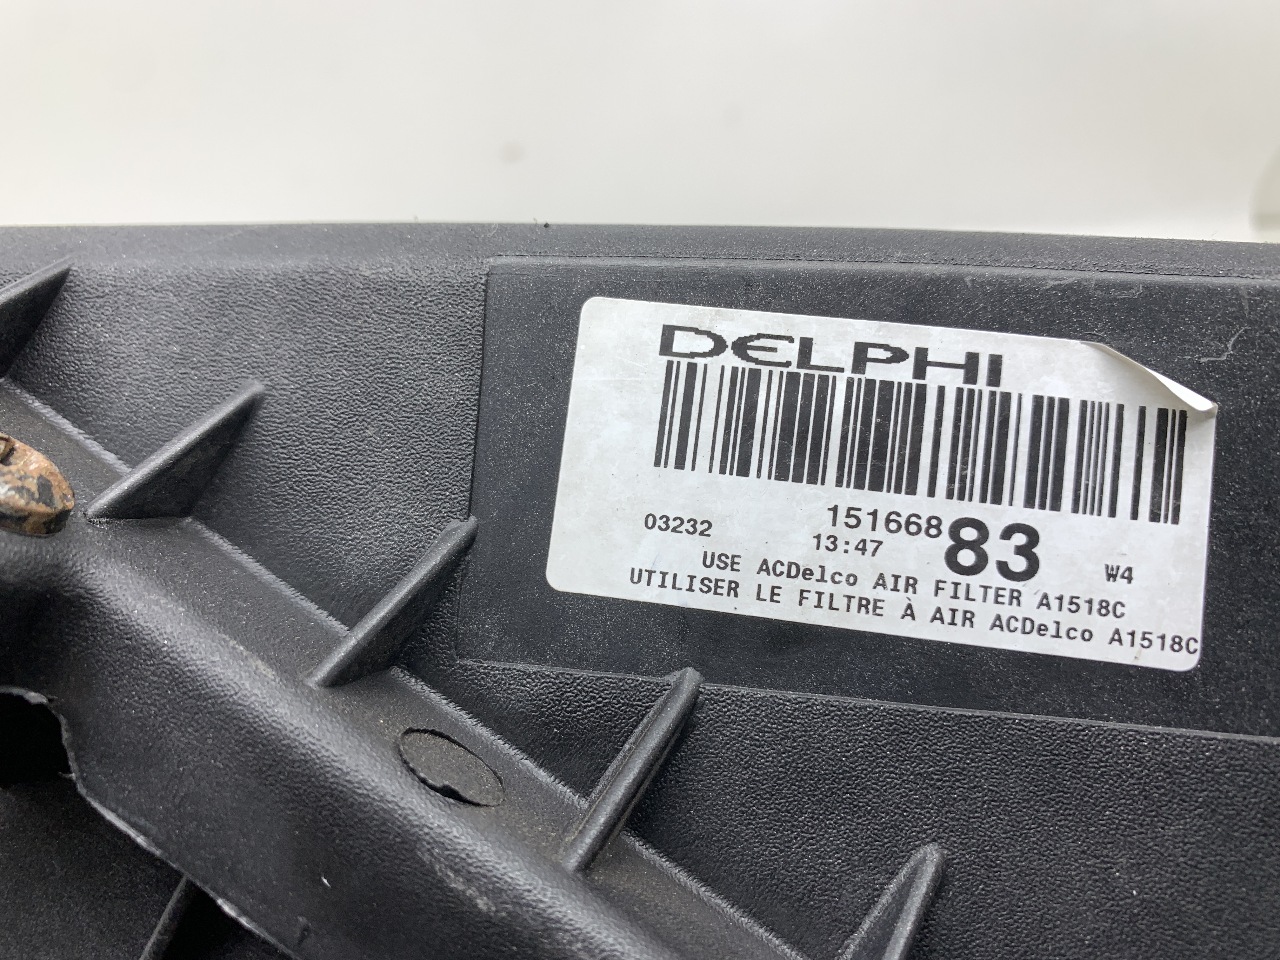 DELPHI
15166883
03232 13:47 W4
USE ACDelco AIR FILTER A1518C
UTILISER LE FILTRE À AIR ACDelco A1518C